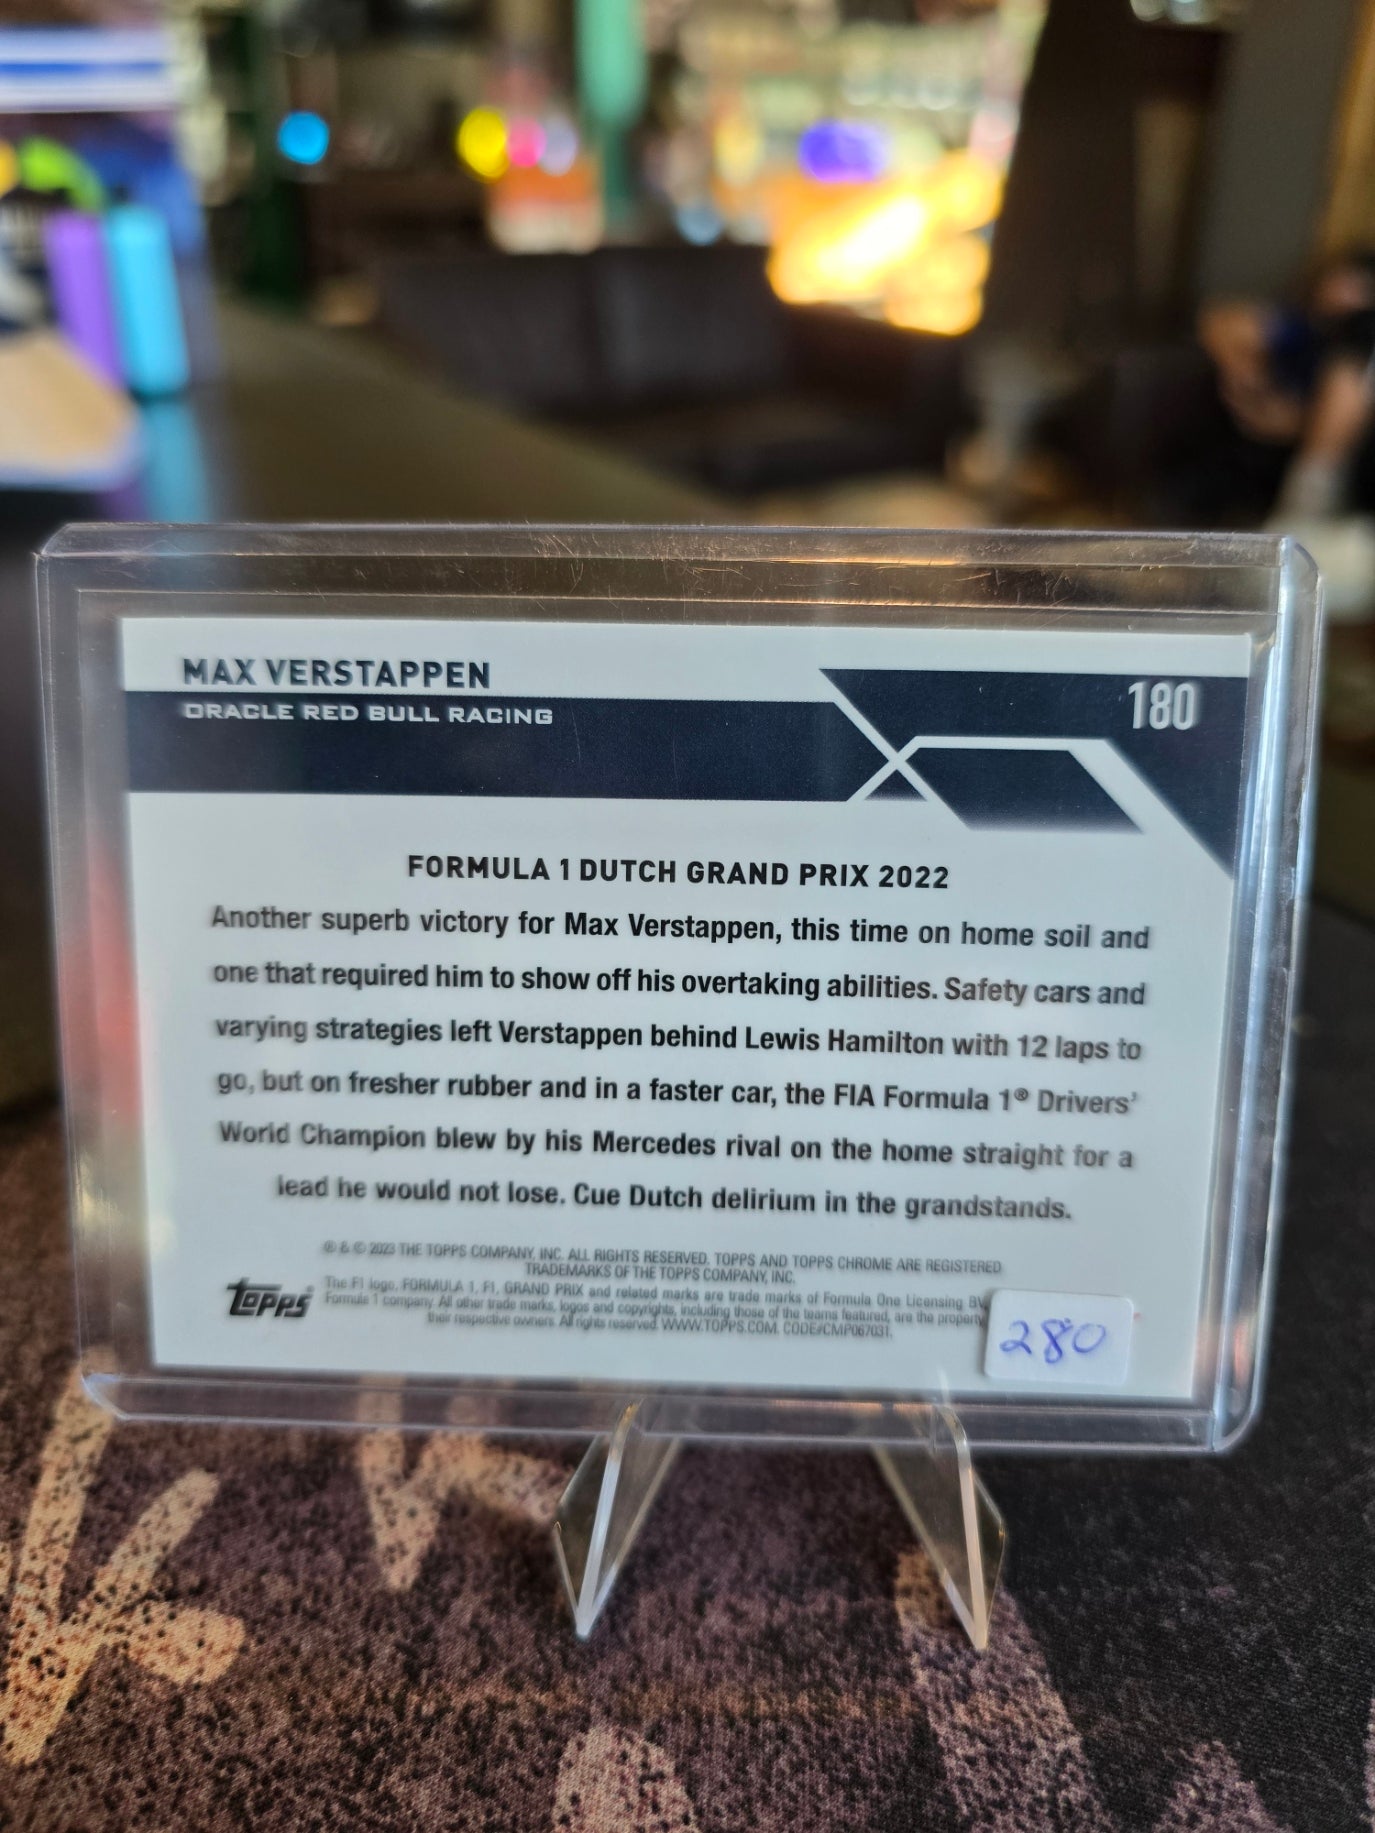 MAX VERSTAPPEN
ORACLE RED BULL RACING
180
FORMULA 1 DUTCH GRAND PRIX 2022
Another superb victory for Max Verstappen, this time on home soil and
one that required him to show off his overtaking abilities. Safety cars and
varying strategies left Verstappen behind Lewis Hamilton with 12 laps to
go, but on fresher rubber and in a faster car, the FIA Formula 1® Drivers'
World Champion blew by his Mercedes rival on the home straight for a
lead he would not lose. Cue Dutch delirium in the grandstands.
® & © 2023 THE TOPPS COMPANY, INC. ALL RIGHTS RESERVED. TOPPS AND TOPPS CHROME ARE REGISTERED
TRADEMARKS OF THE TOPPS COMPANY, INC.
The F1 logo, FORMULA 1, F1, GRAND PRIX and related marks are trade marks of Formula One Licensing BV,
Formula 1 company. All other trade marks, logos and copyrights, including those of the teams featured, are the property
their respective owners. All rights reserved. WWW.TOPPS.COM. CODE#CMP067031.
topps
280